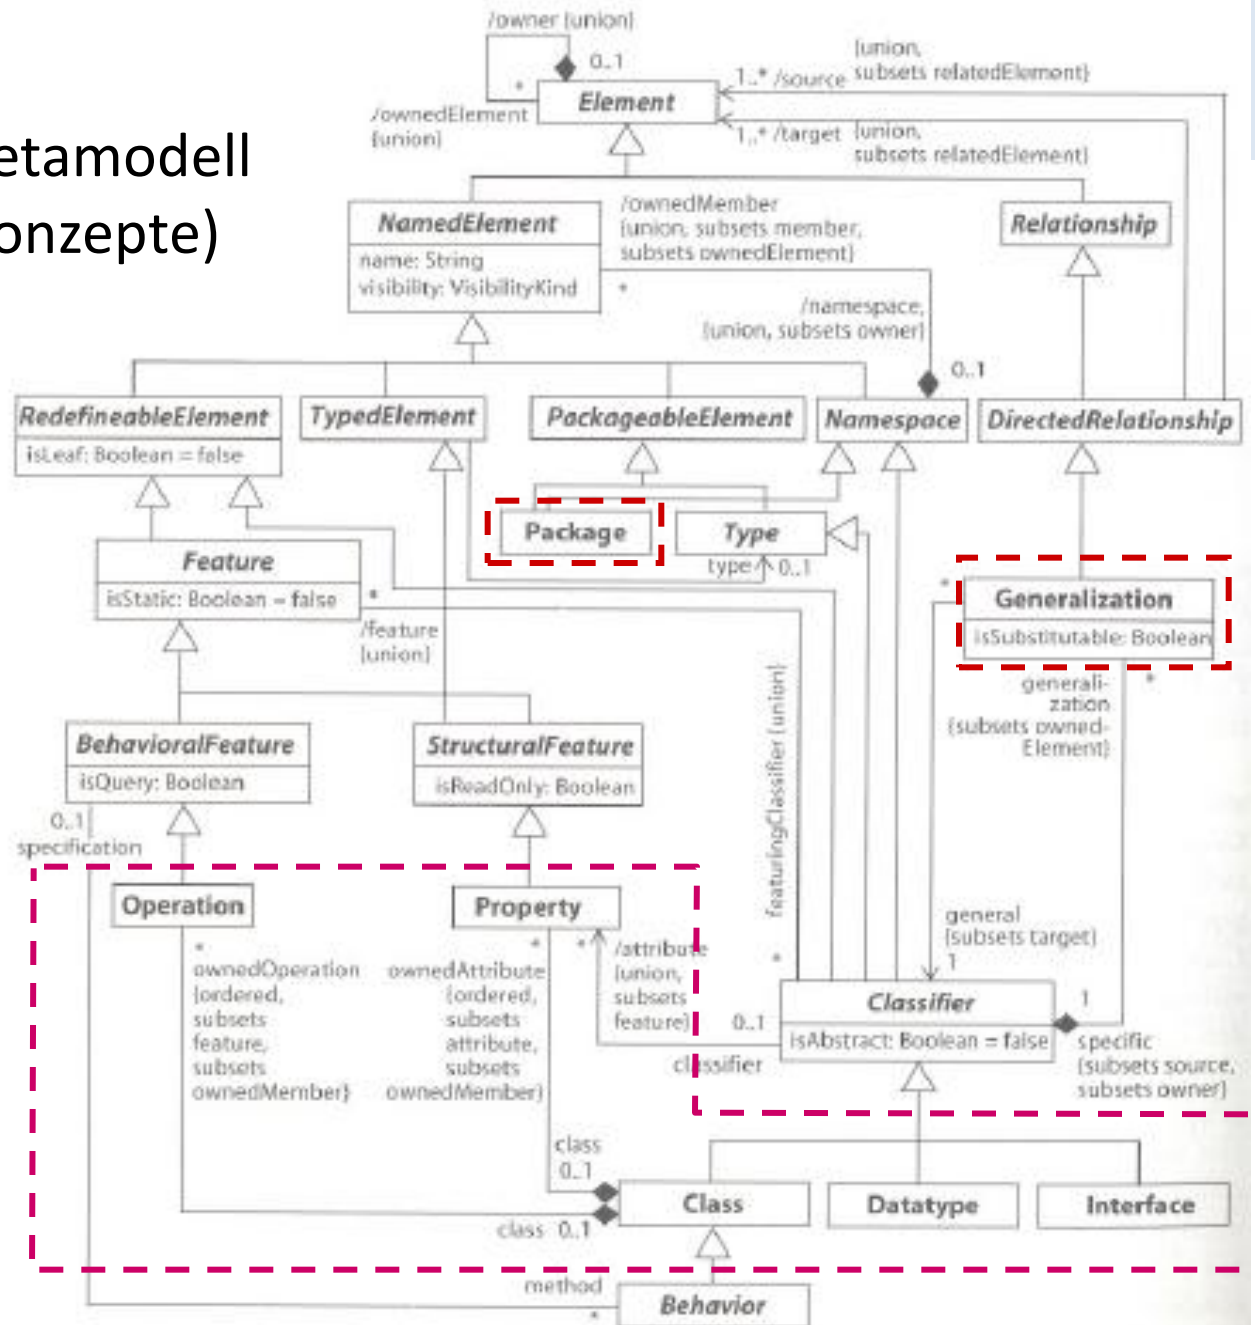 etamodell
onzepte)
/owner {union}
0..1
*
/ownedElement
{union}
Element
1..* /source
{union,
subsets relatedElement}
1..* /target
{union,
subsets relatedElement}
NamedElement
name: String
visibility: VisibilityKind
/ownedMember
{union, subsets member,
subsets ownedElement}
*
/namespace,
{union, subsets owner}
0..1
Relationship
RedefineableElement
isLeaf: Boolean = false
TypedElement
PackageableElement
Namespace
DirectedRelationship
Package
Type
type
0..1
Feature
isStatic: Boolean = false
*
/feature
{union}
*
Generalization
isSubstitutable: Boolean
*
generali-
zation
{subsets owned-
Element}
featuringClassifier {union}
*
BehavioralFeature
isQuery: Boolean
StructuralFeature
isReadOnly: Boolean
0..1
specification
Operation
Property
*
ownedOperation
{ordered,
subsets
feature,
subsets
ownedMember}
*
ownedAttribute
{ordered,
subsets
attribute,
subsets
ownedMember}
*
/attribute
{union,
subsets
feature}
0..1
classifier
general
{subsets target}
1
Classifier
isAbstract: Boolean = false
1
specific
{subsets source,
subsets owner}
class
0..1
class 0..1
Class
Datatype
Interface
method
*
Behavior